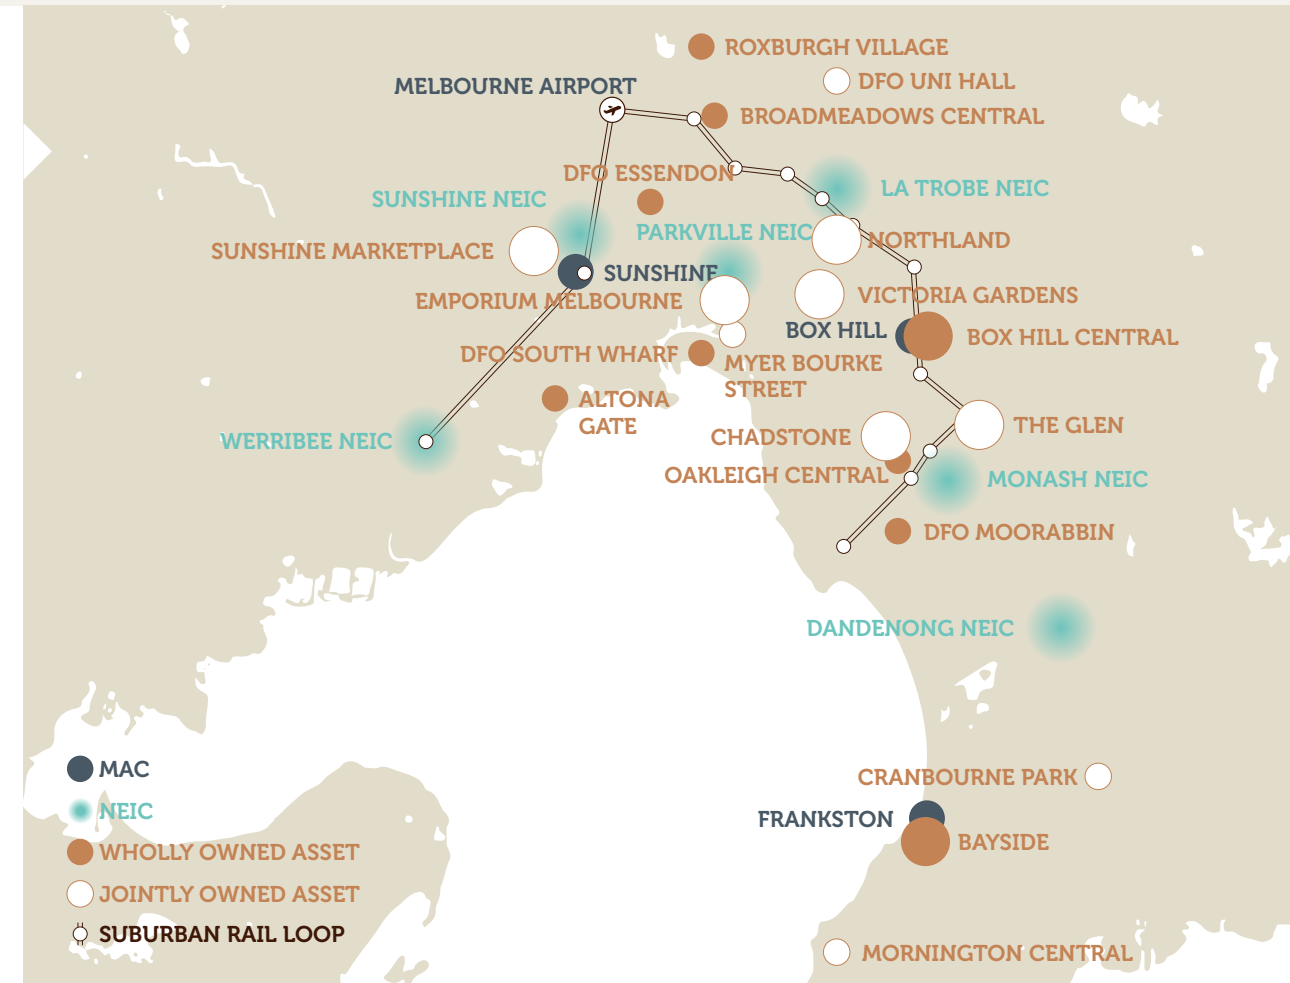 ROXBURGH VILLAGE
DFO UNI HALL
MELBOURNE AIRPORT
BROADMEADOWS CENTRAL
DFO ESSENDON
LA TROBE NEIC
SUNSHINE NEIC
PARKVILLE NEIC
NORTHLAND
SUNSHINE MARKETPLACE
SUNSHINE
EMPORIUM MELBOURNE
VICTORIA GARDENS
BOX HILL
BOX HILL CENTRAL
DFO SOUTH WHARF
MYER BOURKE
STREET
ALTONA
GATE
THE GLEN
CHADSTONE
WERRIBEE NEIC
OAKLEIGH CENTRAL
MONASH NEIC
DFO MOORABBIN
DANDENONG NEIC
CRANBOURNE PARK
FRANKSTON
BAYSIDE
MORNINGTON CENTRAL
MAC
NEIC
WHOLLY OWNED ASSET
JOINTLY OWNED ASSET
SUBURBAN RAIL LOOP